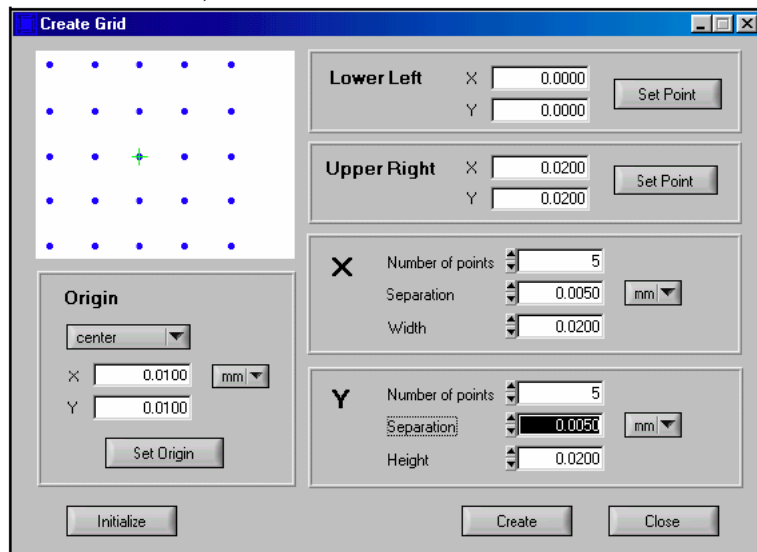 Create Grid
Lower Left X 0.0000
Y 0.0000
Set Point
Upper Right X 0.0200
Y 0.0200
Set Point
X Number of points 5
Separation 0.0050 mm
Width 0.0200
Origin
center
X 0.0100 mm
Y 0.0100
Set Origin
Y Number of points 5
Separation 0.0050 mm
Height 0.0200
Initialize Create Close